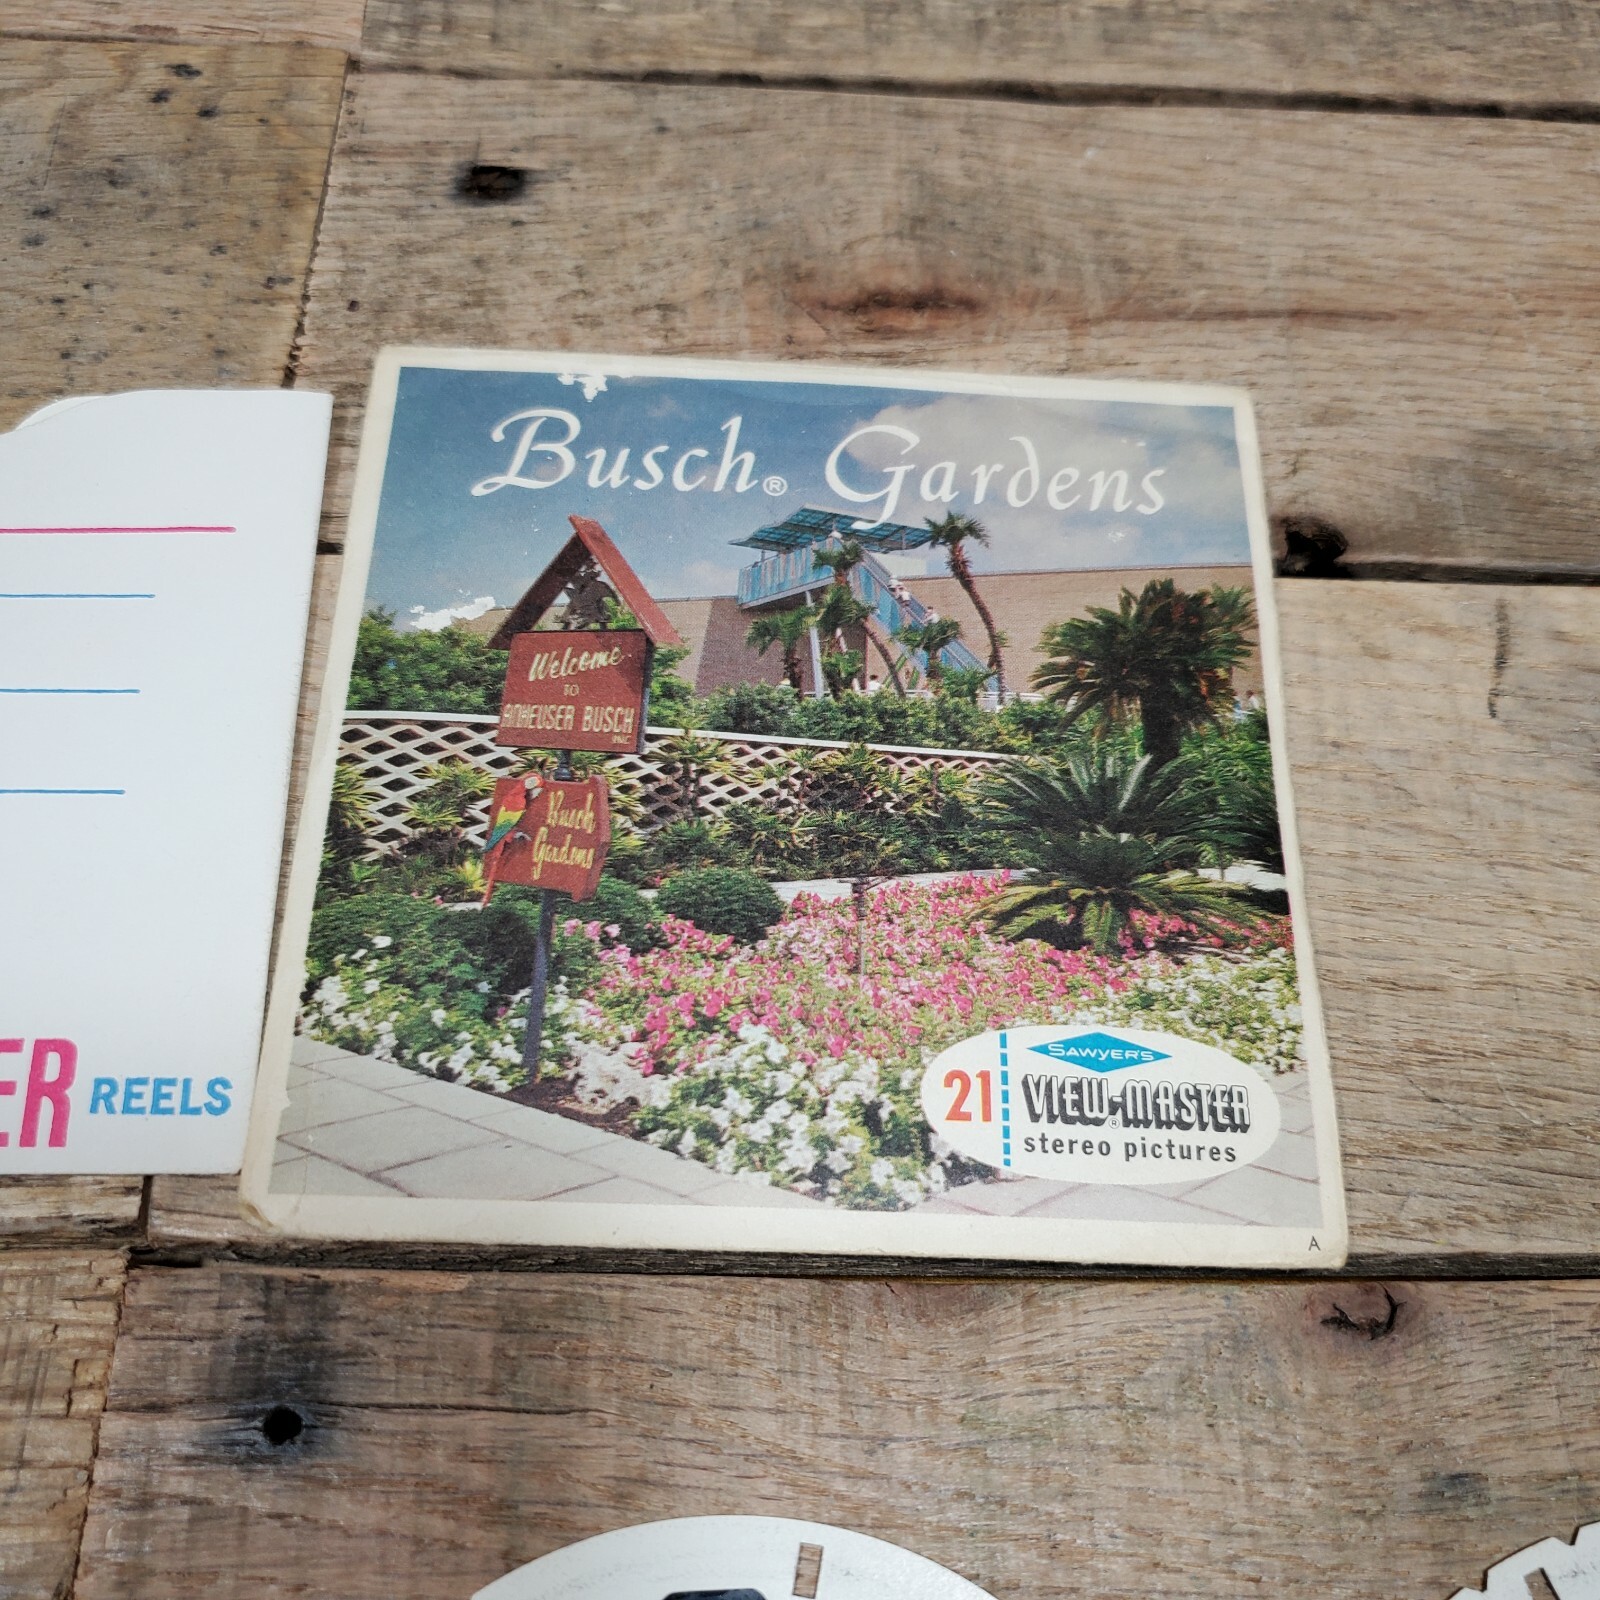 Busch® Gardens
Welcome
TO
ANHEUSER BUSCH
INC
Busch
Gardens
21
SAWYER'S
VIEW-MASTER®
stereo pictures
A
ER REELS